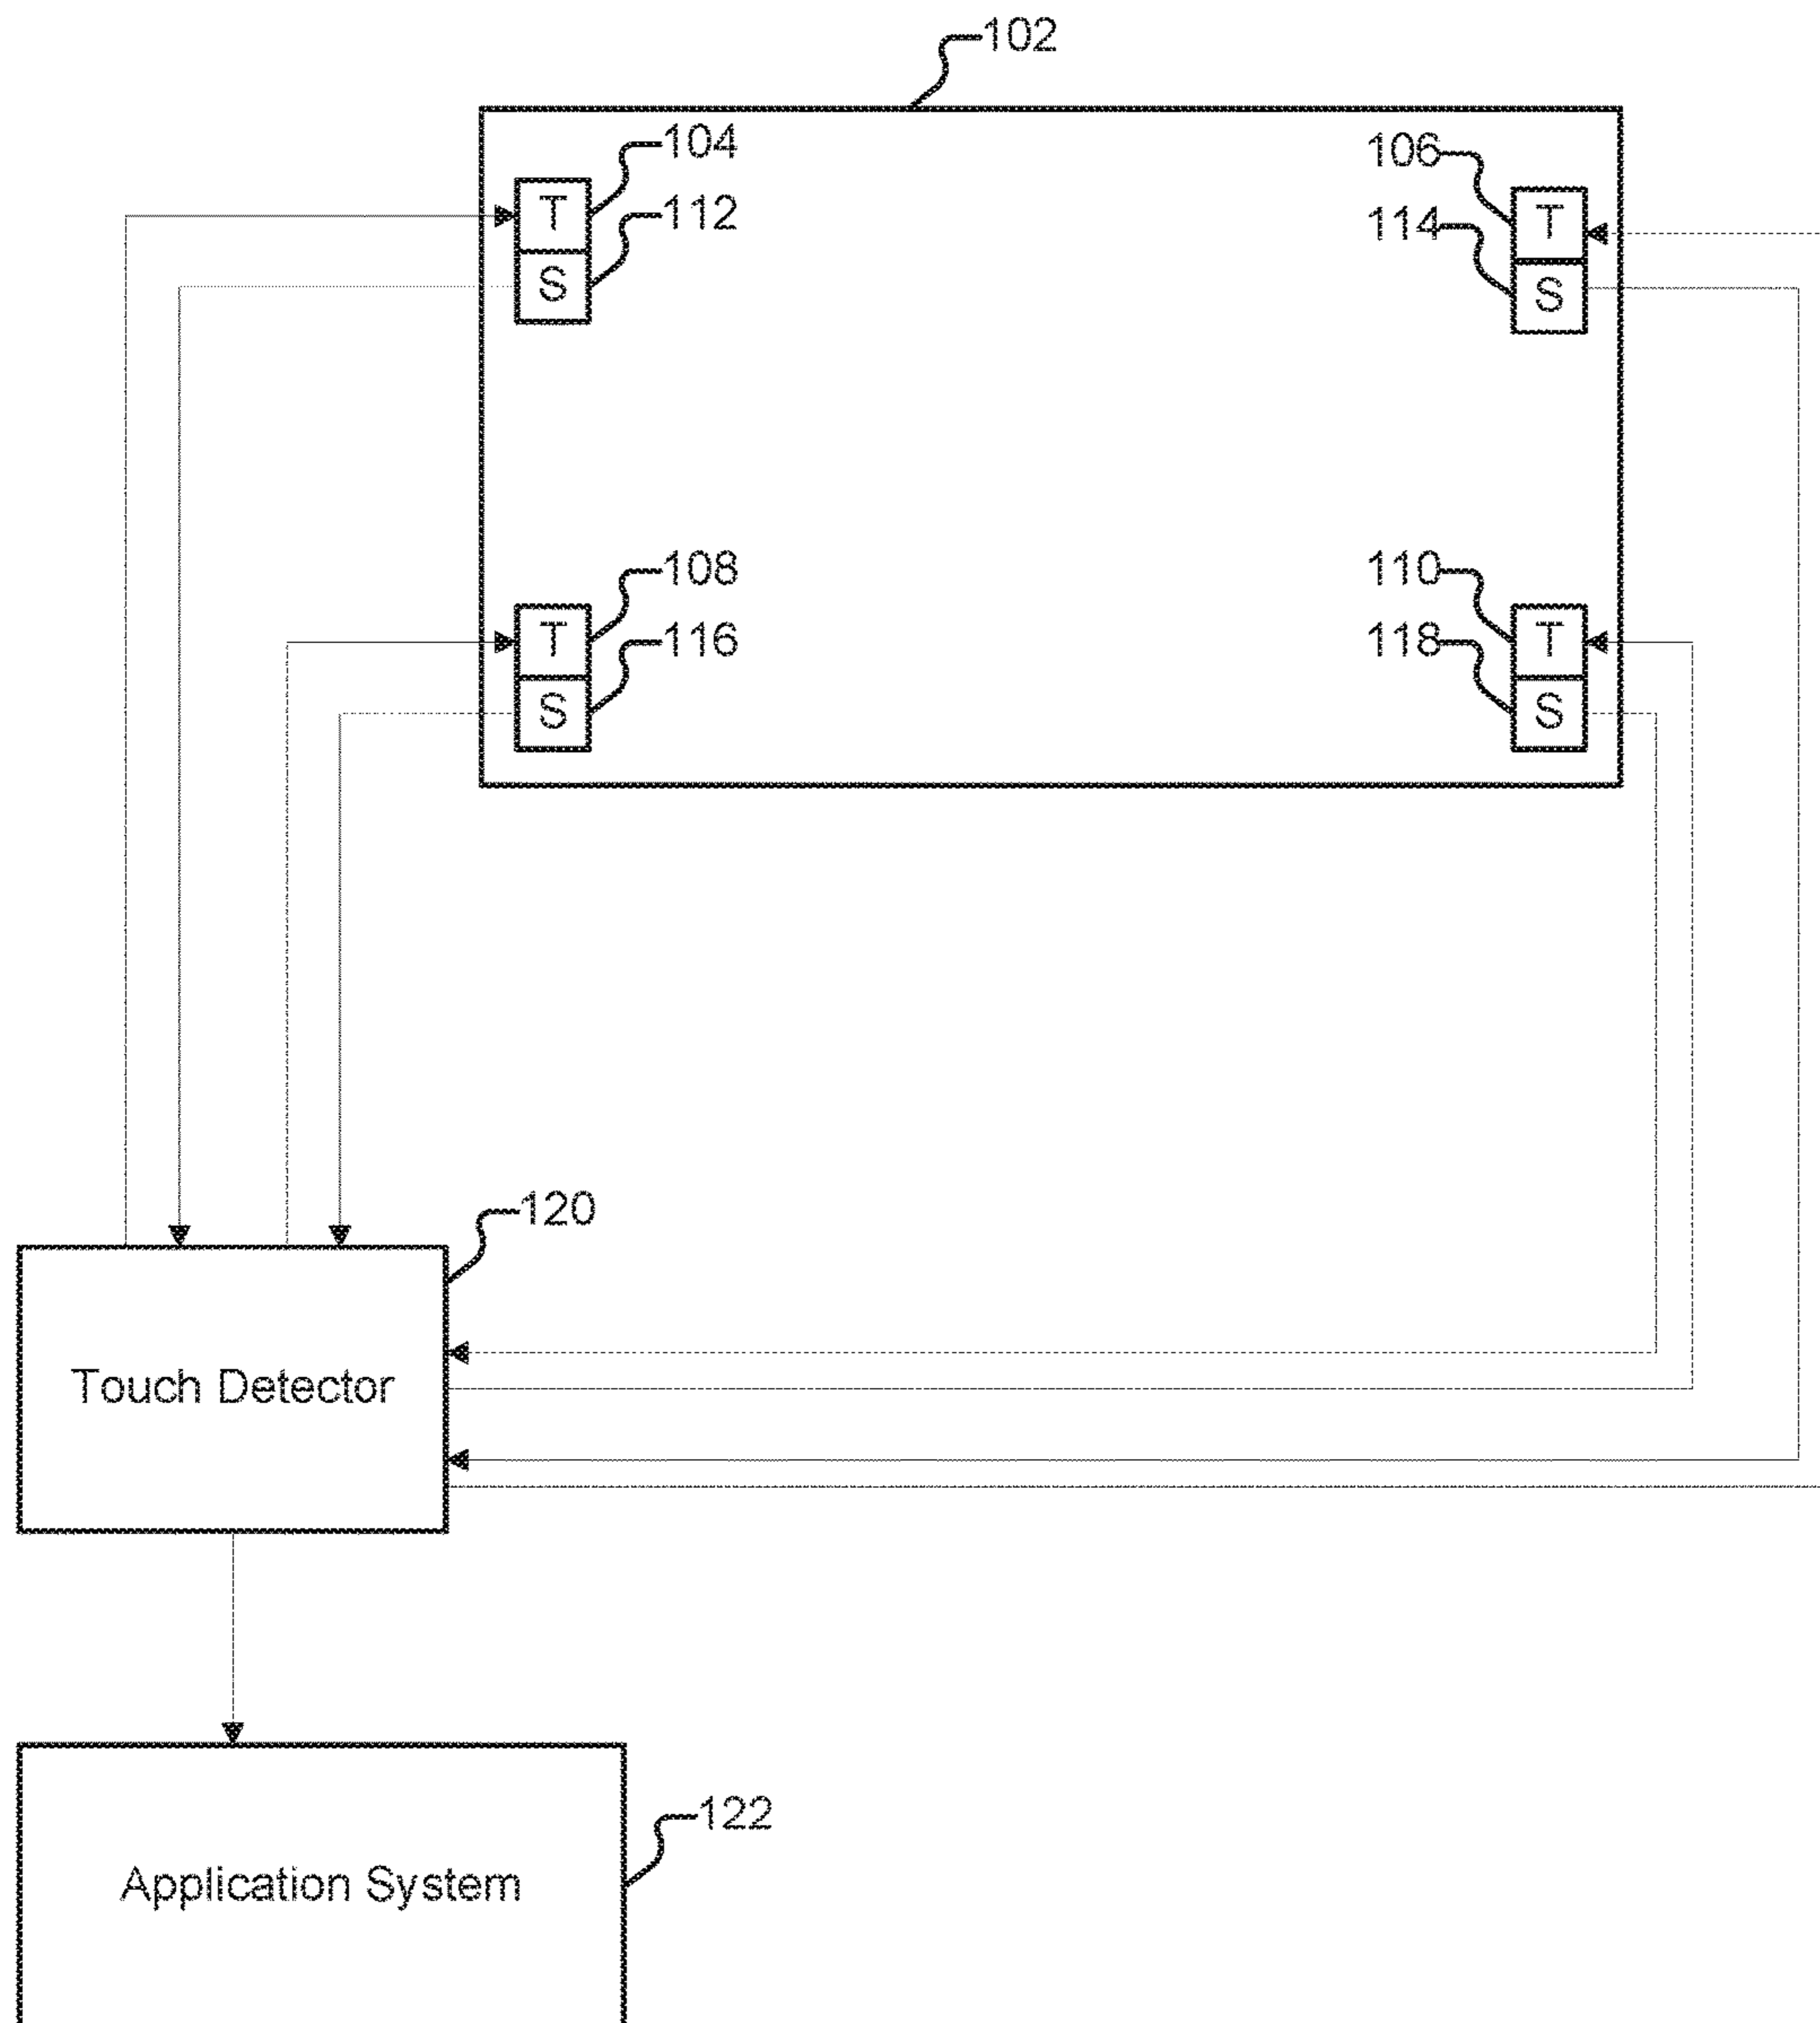 102
104
106
T
T
112
114
S
S
108
110
T
T
116
118
S
S
120
Touch Detector
122
Application System